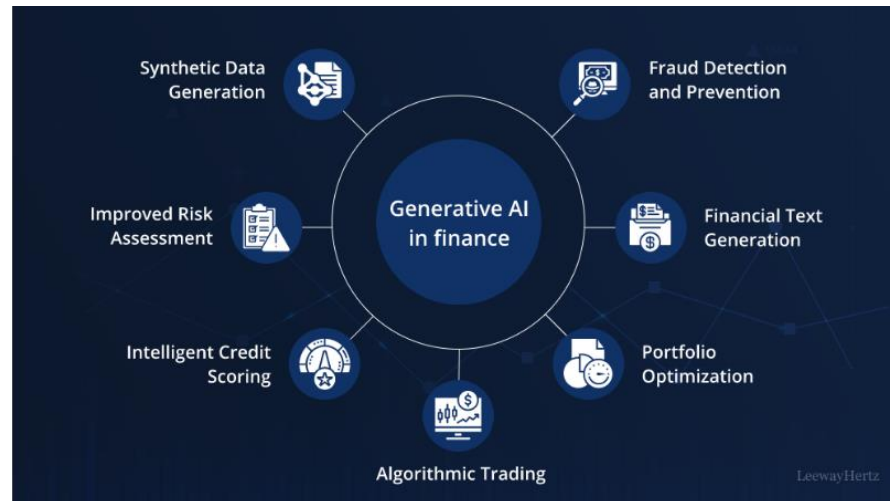 Synthetic Data
Generation
Fraud Detection
and Prevention
Improved Risk
Assessment
Generative AI
in finance
Financial Text
Generation
Intelligent Credit
Scoring
Portfolio
Optimization
Algorithmic Trading
LeewayHertz